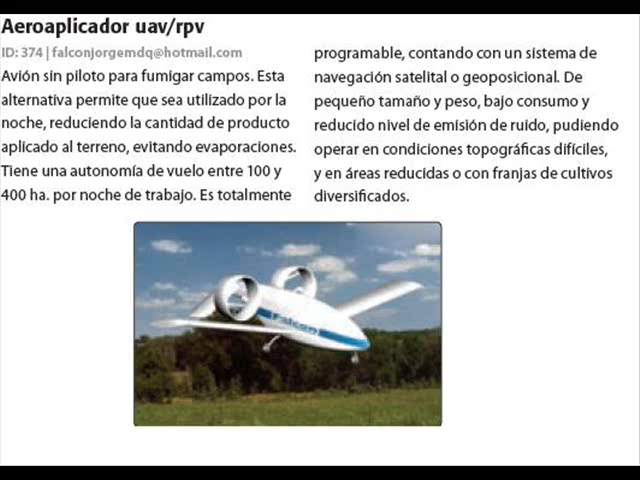 Aeroaplicador uav/rpv
ID: 374 | falconjorgemdq@hotmail.com
Avión sin piloto para fumigar campos. Esta
alternativa permite que sea utilizado por la
noche, reduciendo la cantidad de producto
aplicado al terreno, evitando evaporaciones.
Tiene una autonomía de vuelo entre 100 y
400 ha. por noche de trabajo. Es totalmente
programable, contando con un sistema de
navegación satelital o geoposicional. De
pequeño tamaño y peso, bajo consumo y
reducido nivel de emisión de ruido, pudiendo
operar en condiciones topográficas difíciles,
y en áreas reducidas o con franjas de cultivos
diversificados.